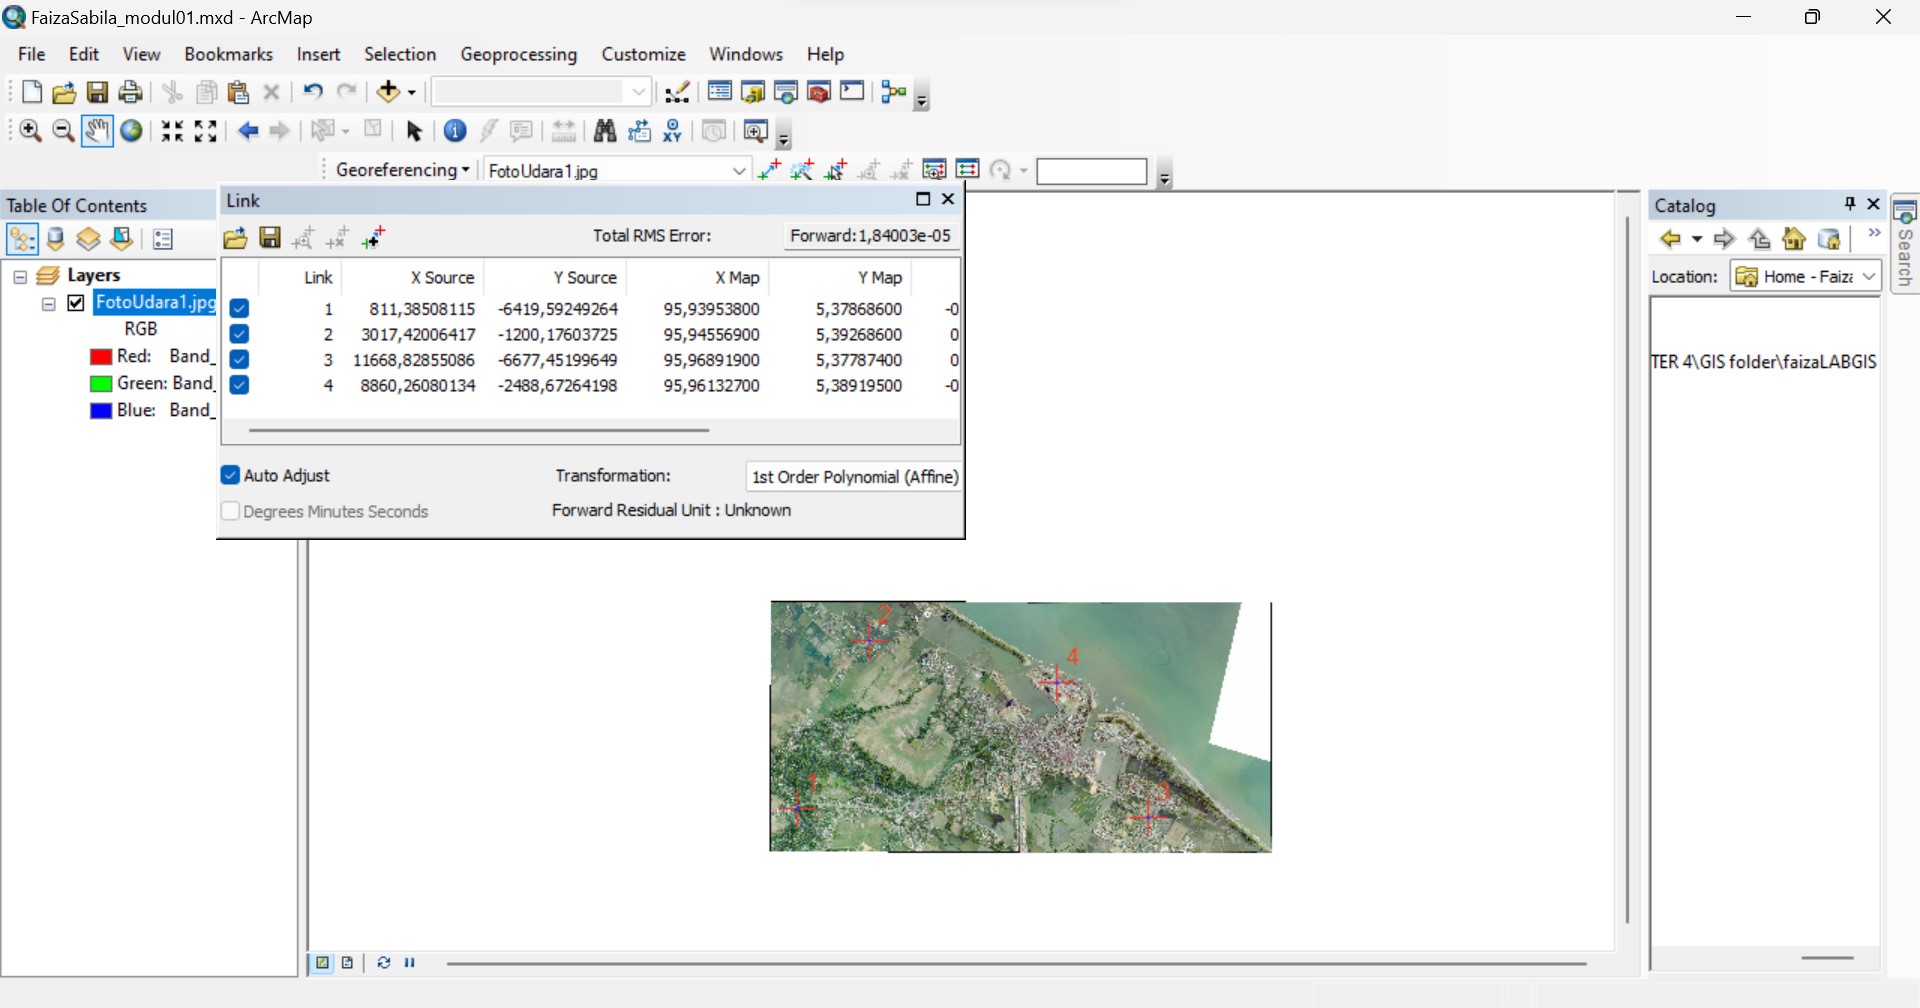 FaizaSabila_modul01.mxd - ArcMap
File Edit View Bookmarks Insert Selection Geoprocessing Customize Windows Help
Georeferencing FotoUdara1.jpg
Table Of Contents
Layers
FotoUdara1.jpg
RGB
Red: Band_
Green: Band_
Blue: Band_
Link
Total RMS Error: Forward:1,84003e-05
Link X Source Y Source X Map Y Map
1 811,38508115 -6419,59249264 95,93953800 5,37868600 -0
2 3017,42006417 -1200,17603725 95,94556900 5,39268600 0
3 11668,82855086 -6677,45199649 95,96891900 5,37787400 0
4 8860,26080134 -2488,67264198 95,96132700 5,38919500 -0
Auto Adjust Transformation: 1st Order Polynomial (Affine)
Degrees Minutes Seconds Forward Residual Unit : Unknown
2
4
1
3
Catalog
Location: Home - Faiza
TER 4\GIS folder\faizaLABGIS
Search